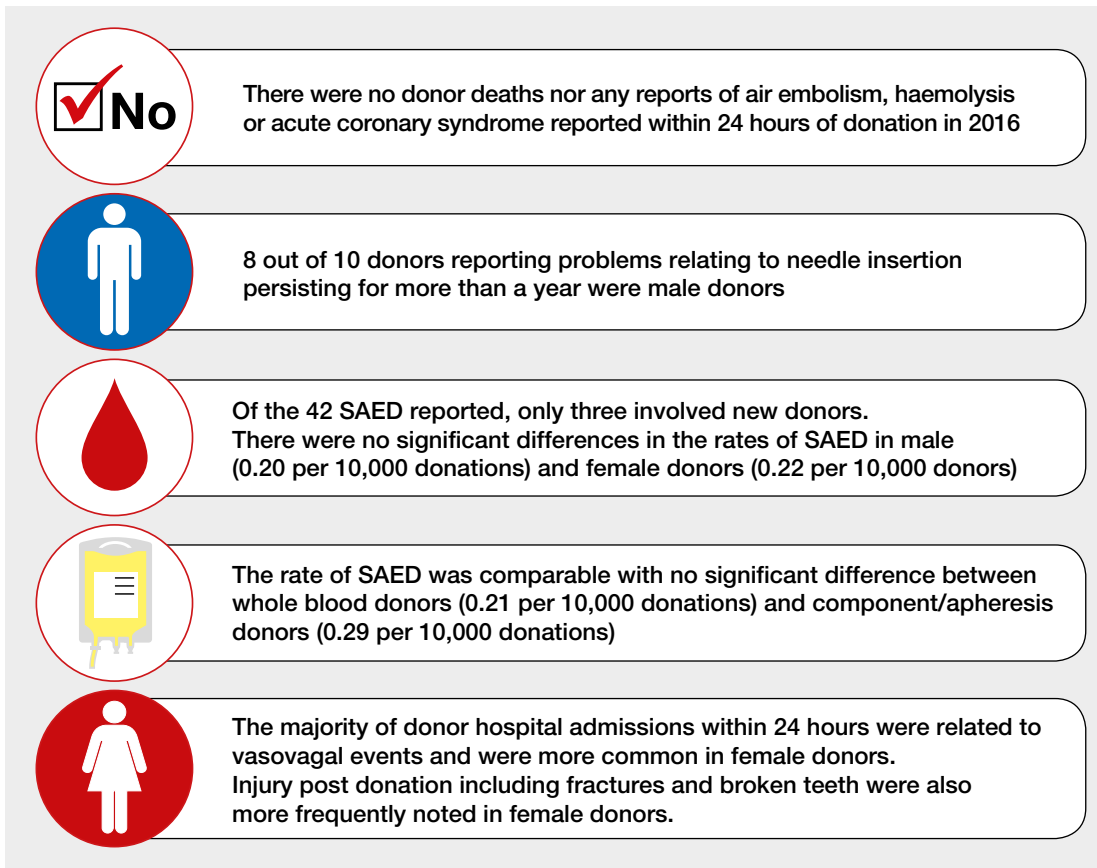 No
There were no donor deaths nor any reports of air embolism, haemolysis
or acute coronary syndrome reported within 24 hours of donation in 2016
8 out of 10 donors reporting problems relating to needle insertion
persisting for more than a year were male donors
Of the 42 SAED reported, only three involved new donors.
There were no significant differences in the rates of SAED in male
(0.20 per 10,000 donations) and female donors (0.22 per 10,000 donors)
The rate of SAED was comparable with no significant difference between
whole blood donors (0.21 per 10,000 donations) and component/apheresis
donors (0.29 per 10,000 donations)
The majority of donor hospital admissions within 24 hours were related to
vasovagal events and were more common in female donors.
Injury post donation including fractures and broken teeth were also
more frequently noted in female donors.